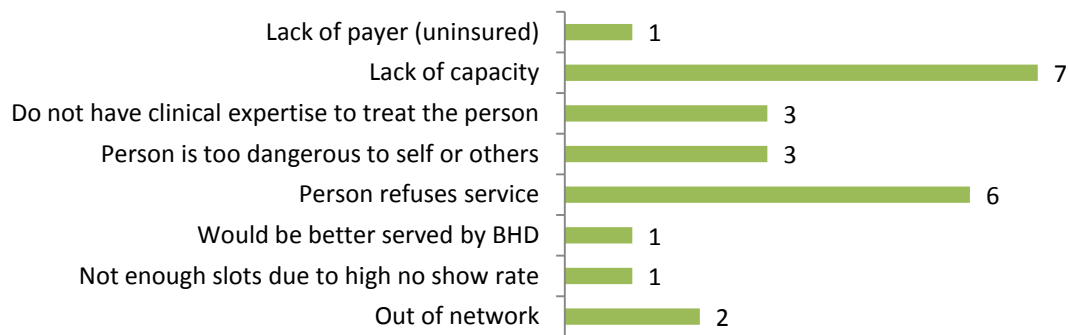 Lack of payer (uninsured) 1
Lack of capacity 7
Do not have clinical expertise to treat the person 3
Person is too dangerous to self or others 3
Person refuses service 6
Would be better served by BHD 1
Not enough slots due to high no show rate 1
Out of network 2